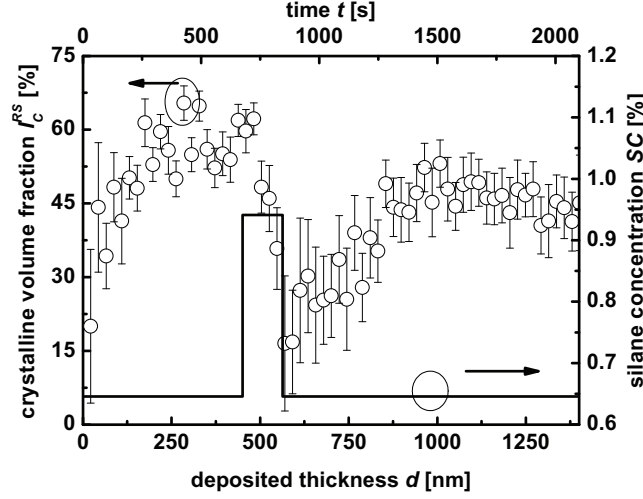 time t [s]
0 500 1000 1500 2000
75
60
45
30
15
0
crystalline volume fraction I_C^RS [%]
1.2
1.1
1.0
0.9
0.8
0.7
0.6
silane concentration SC [%]
0 250 500 750 1000 1250
deposited thickness d [nm]